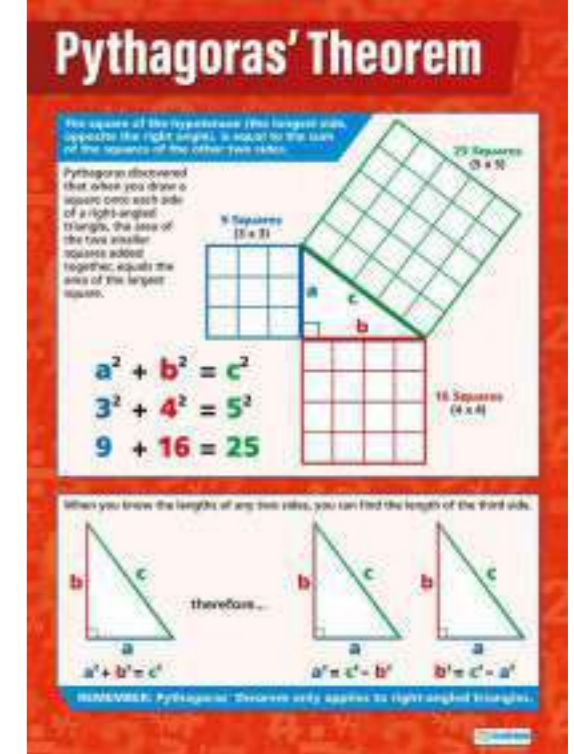 Pythagoras' Theorem
The square of the hypotenuse (the longest side,
opposite the right angle), is equal to the sum
of the squares of the other two sides.
Pythagoras discovered
that when you draw a
square onto each side
of a right-angled
triangle, the area of
the two smaller
squares added
together, equals the
area of the largest
square.
25 Squares
(5 x 5)
9 Squares
(3 x 3)
a
c
b
16 Squares
(4 x 4)
a² + b² = c²
3² + 4² = 5²
9 + 16 = 25
When you know the lengths of any two sides, you can find the length of the third side.
b
c
a
a² + b² = c²
therefore...
b
c
a
a² = c² - b²
b
c
a
b² = c² - a²
REMEMBER: Pythagoras' Theorem only applies to right-angled triangles.